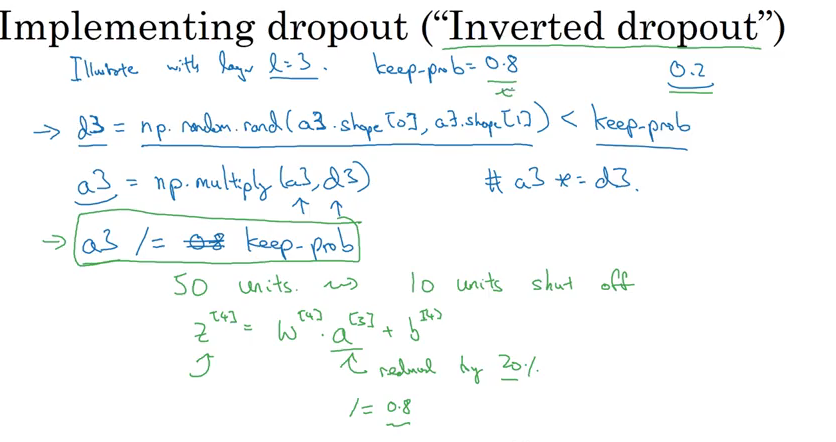 Implementing dropout (“Inverted dropout”)
Illustrate with layer l=3. keep-prob= 0.8 0.2
→ d3 = np.random.rand(a3.shape[0], a3.shape[1]) < keep-prob
a3 = np.multiply(a3, d3) # a3 *= d3.
→ a3 /= 0.8 keep-prob
50 units. ⇝ 10 units shut off
z^[4] = W^[4] · a^[3] + b^[4]
reduced by 20%.
/= 0.8